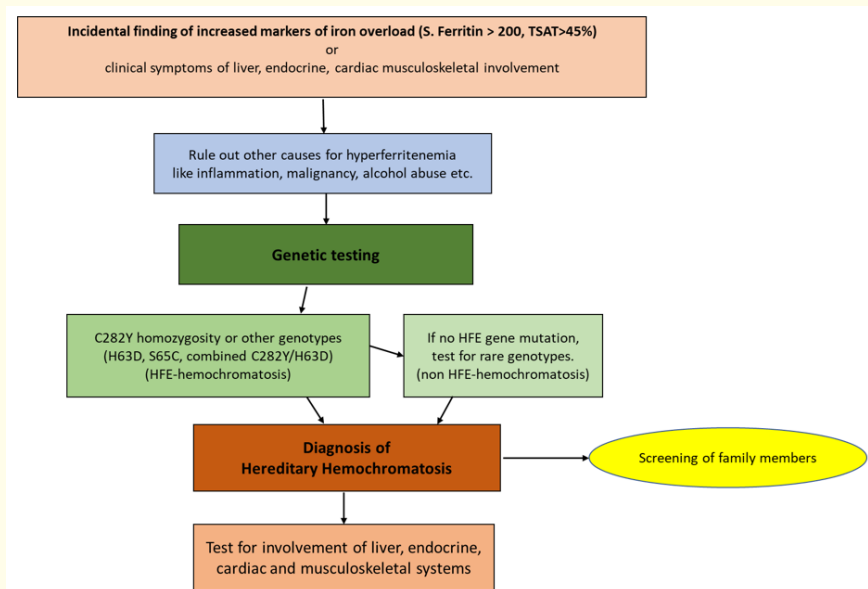 Incidental finding of increased markers of iron overload (S. Ferritin > 200, TSAT>45%)
or
clinical symptoms of liver, endocrine, cardiac musculoskeletal involvement
Rule out other causes for hyperferritenemia
like inflammation, malignancy, alcohol abuse etc.
Genetic testing
C282Y homozygosity or other genotypes
(H63D, S65C, combined C282Y/H63D)
(HFE-hemochromatosis)
If no HFE gene mutation,
test for rare genotypes.
(non HFE-hemochromatosis)
Diagnosis of
Hereditary Hemochromatosis
Screening of family members
Test for involvement of liver, endocrine,
cardiac and musculoskeletal systems